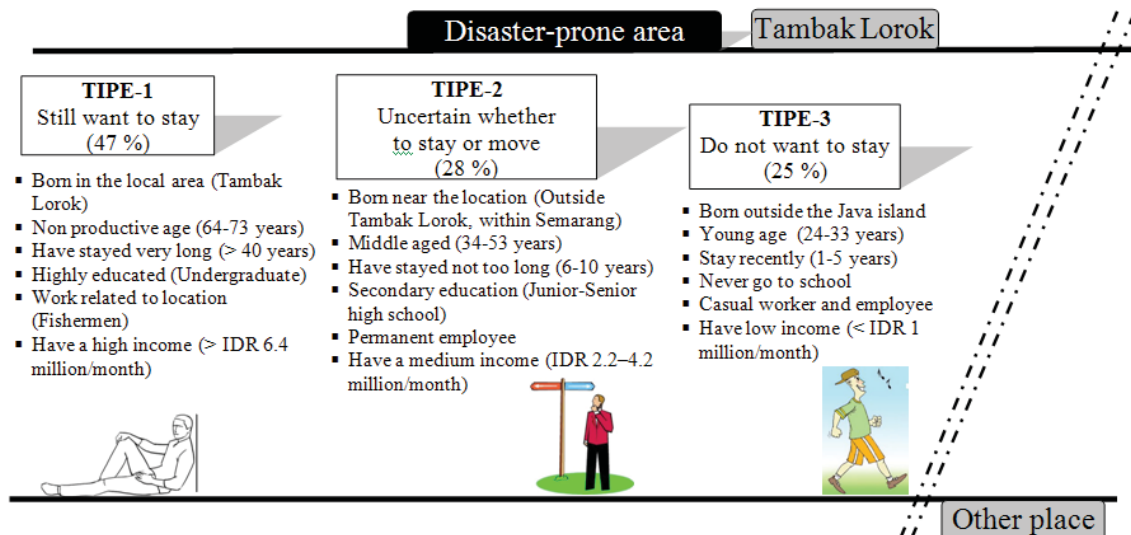 Disaster-prone area
Tambak Lorok
TIPE-1
Still want to stay
(47 %)
▪ Born in the local area (Tambak
Lorok)
▪ Non productive age (64-73 years)
▪ Have stayed very long (> 40 years)
▪ Highly educated (Undergraduate)
▪ Work related to location
(Fishermen)
▪ Have a high income (> IDR 6.4
million/month)
TIPE-2
Uncertain whether
to stay or move
(28 %)
▪ Born near the location (Outside
Tambak Lorok, within Semarang)
▪ Middle aged (34-53 years)
▪ Have stayed not too long (6-10 years)
▪ Secondary education (Junior-Senior
high school)
▪ Permanent employee
▪ Have a medium income (IDR 2.2–4.2
million/month)
TIPE-3
Do not want to stay
(25 %)
▪ Born outside the Java island
▪ Young age (24-33 years)
▪ Stay recently (1-5 years)
▪ Never go to school
▪ Casual worker and employee
▪ Have low income (< IDR 1
million/month)
Other place